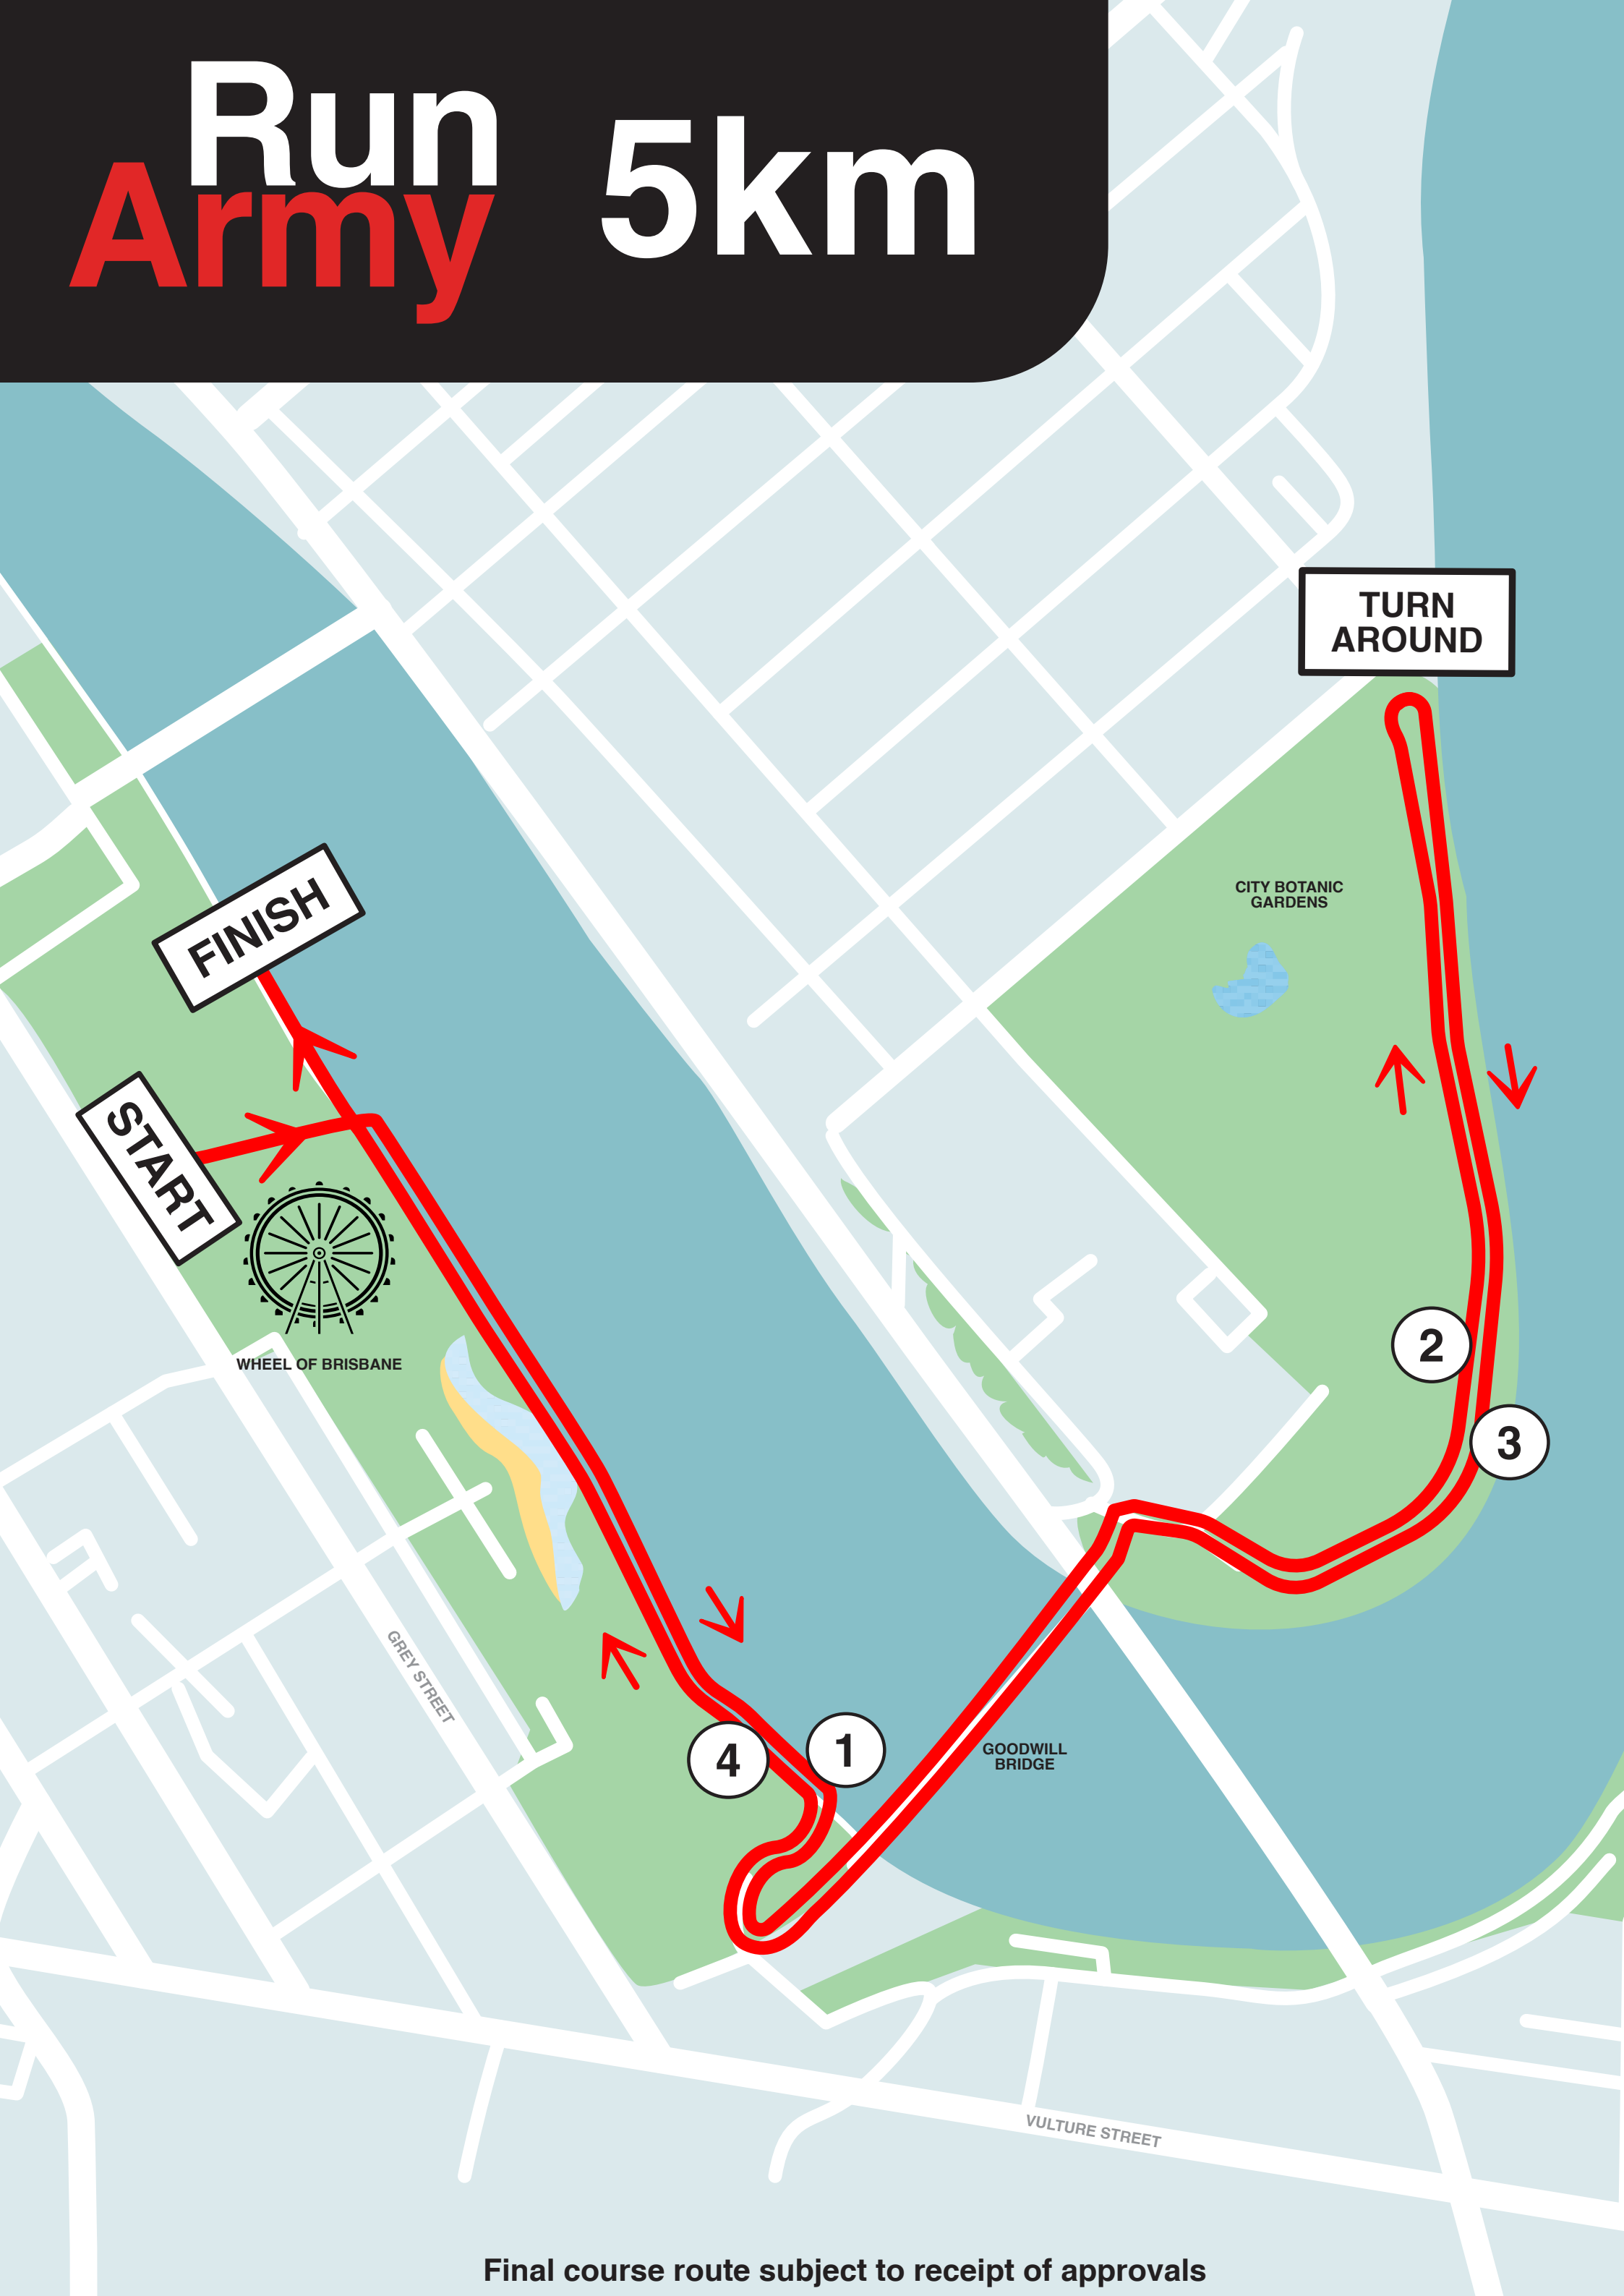 Run
Army
5km
TURN
AROUND
CITY BOTANIC
GARDENS
FINISH
START
WHEEL OF BRISBANE
2
3
GREY STREET
4
1
GOODWILL
BRIDGE
VULTURE STREET
Final course route subject to receipt of approvals